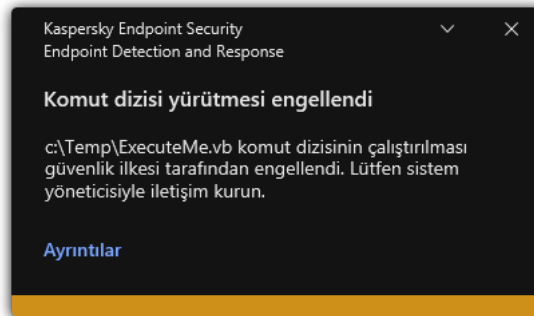 Kaspersky Endpoint Security
Endpoint Detection and Response
Komut dizisi yürütmesi engellendi
c:\Temp\ExecuteMe.vb komut dizisinin çalıştırılması
güvenlik ilkesi tarafından engellendi. Lütfen sistem
yöneticisiyle iletişim kurun.
Ayrıntılar